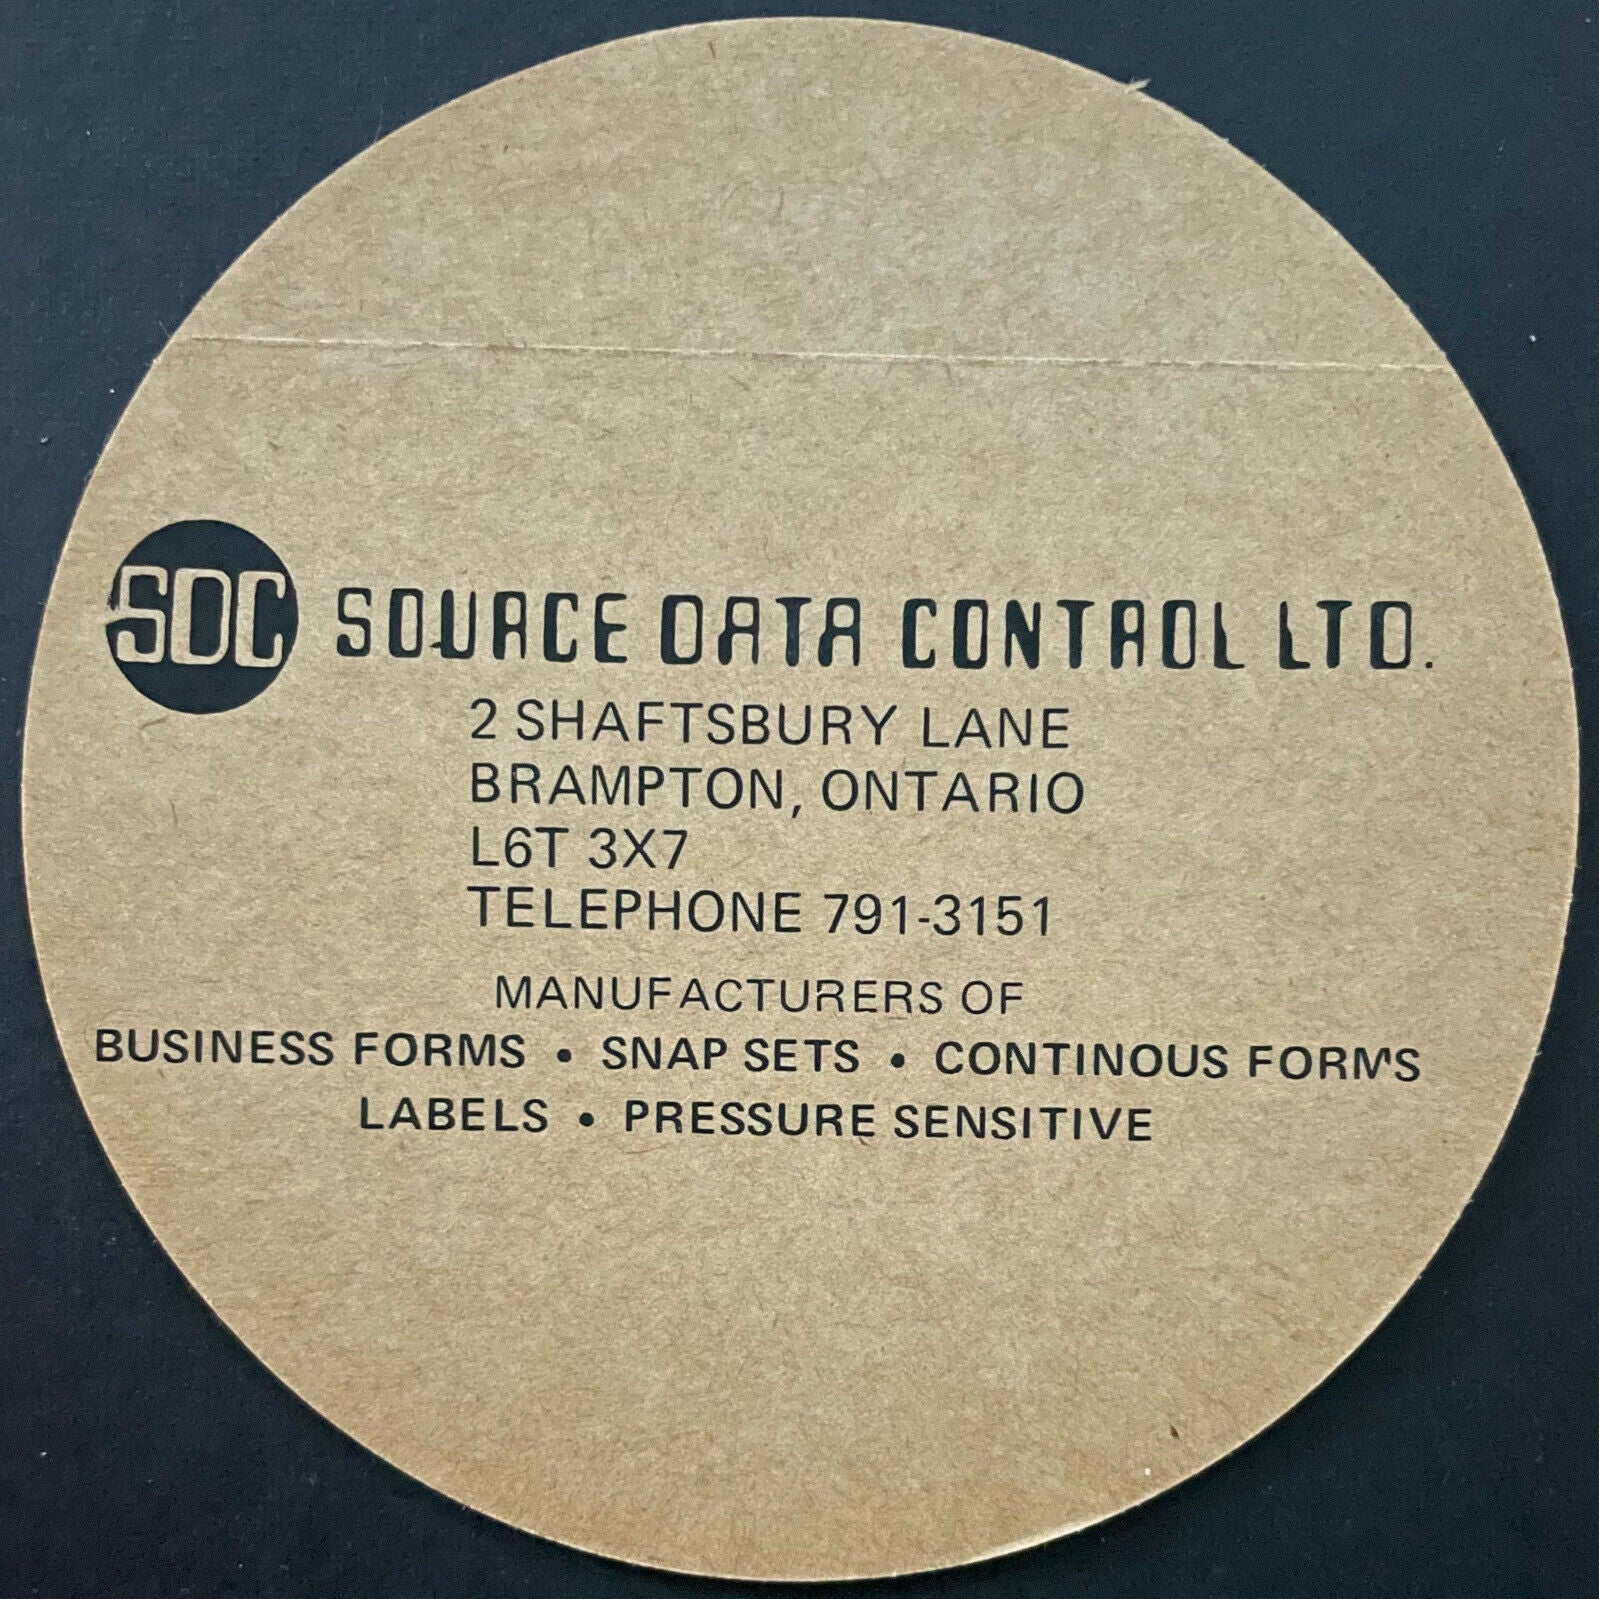 SDC SOURCE DATA CONTROL LTD.
2 SHAFTSBURY LANE
BRAMPTON, ONTARIO
L6T 3X7
TELEPHONE 791-3151
MANUFACTURERS OF
BUSINESS FORMS • SNAP SETS • CONTINOUS FORMS
LABELS • PRESSURE SENSITIVE